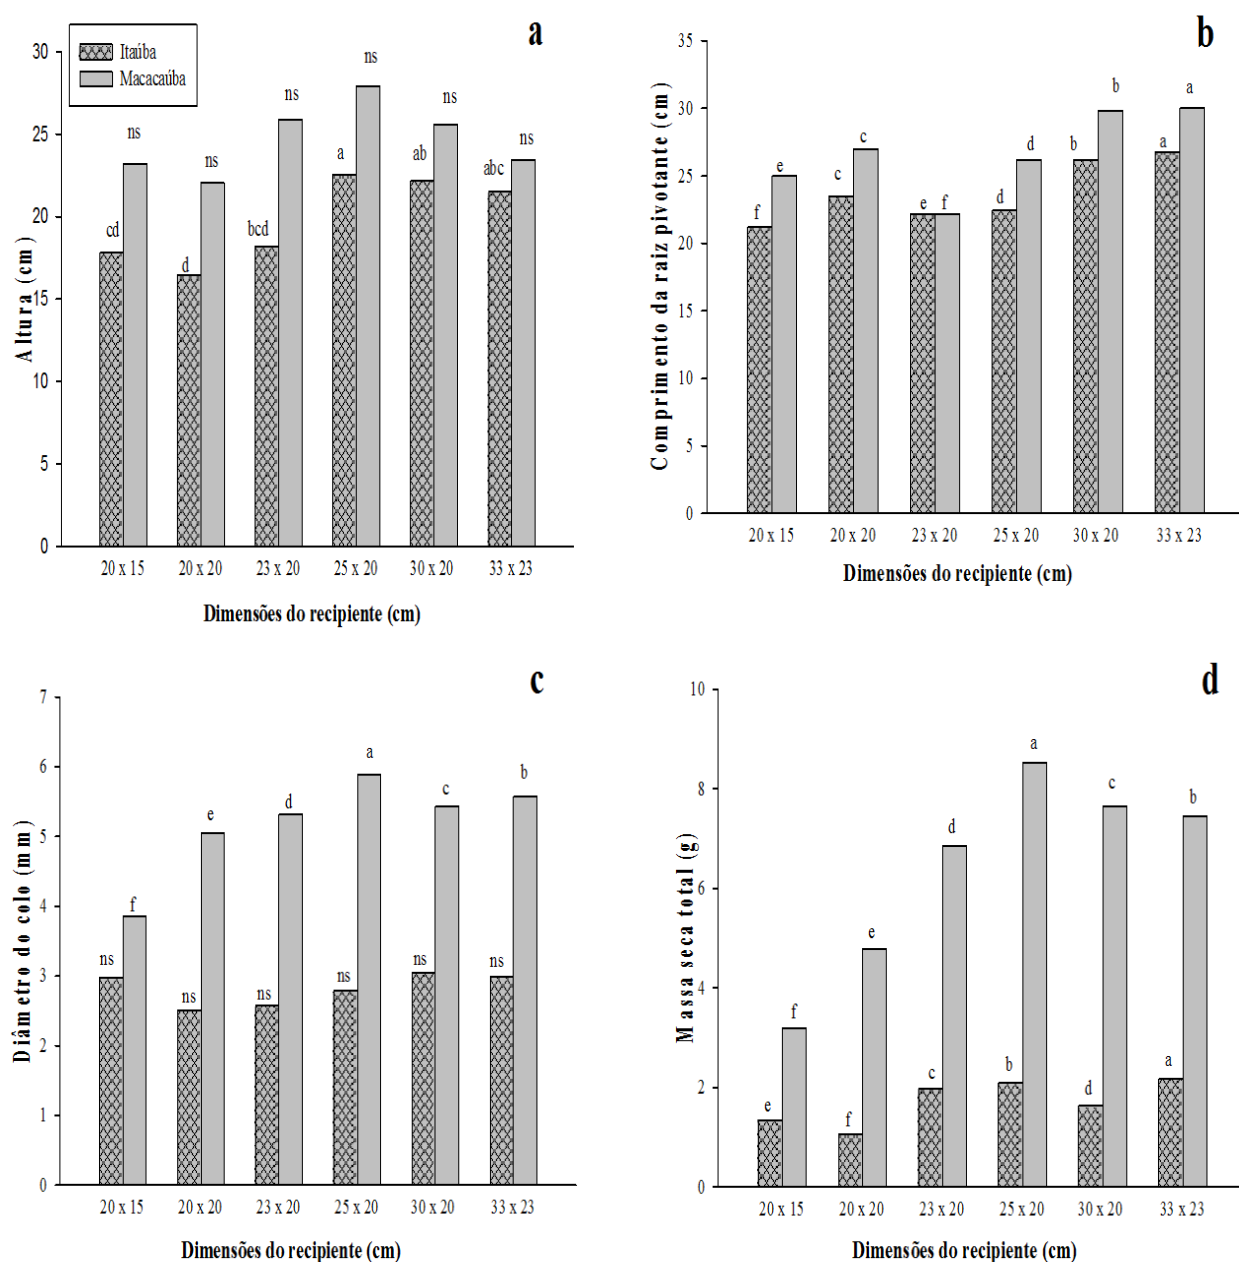 a
Itaúba
Macacaúba
30
25
20
15
10
5
0
Altura (cm)
ns
ns
ns
ns
ns
ns
cd
d
bcd
a
ab
abc
20 x 15
20 x 20
23 x 20
25 x 20
30 x 20
33 x 23
Dimensões do recipiente (cm)
b
35
30
25
20
15
10
5
0
Comprimento da raiz pivotante (cm)
f
e
c
c
e
f
d
d
b
b
a
a
20 x 15
20 x 20
23 x 20
25 x 20
30 x 20
33 x 23
Dimensões do recipiente (cm)
c
7
6
5
4
3
2
1
0
Diâmetro do colo (mm)
ns
f
ns
e
ns
d
ns
a
ns
c
ns
b
20 x 15
20 x 20
23 x 20
25 x 20
30 x 20
33 x 23
Dimensões do recipiente (cm)
d
10
8
6
4
2
0
Massa seca total (g)
e
f
f
e
c
d
b
a
d
c
a
b
20 x 15
20 x 20
23 x 20
25 x 20
30 x 20
33 x 23
Dimensões do recipiente (cm)